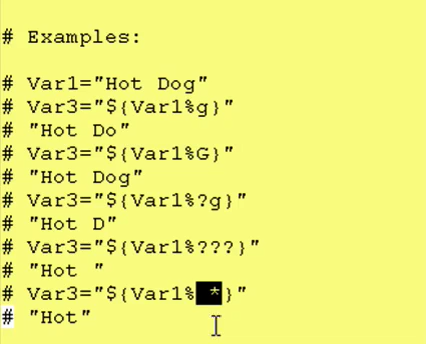 # Examples:
# Var1="Hot Dog"
# Var3="${Var1%g}"
# "Hot Do"
# Var3="${Var1%G}"
# "Hot Dog"
# Var3="${Var1%?g}"
# "Hot D"
# Var3="${Var1%???}"
# "Hot "
# Var3="${Var1% *}"
# "Hot"